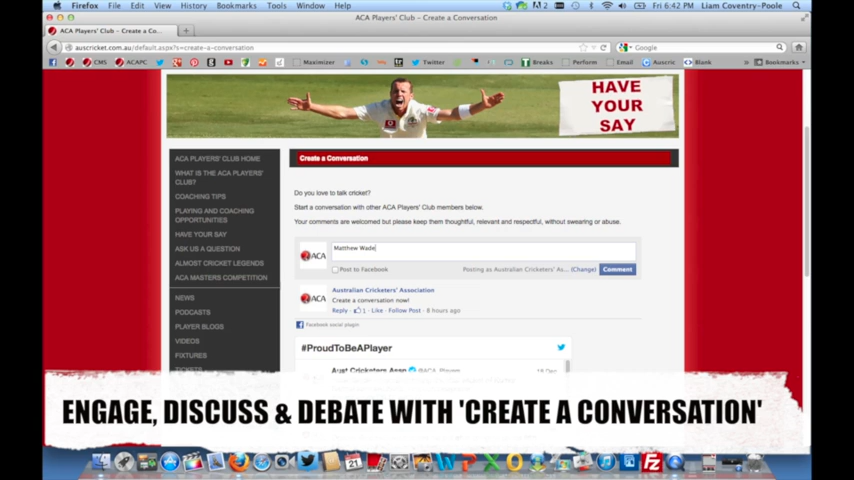 Firefox File Edit View History Bookmarks Tools Window Help
Fri 6:42 PM Liam Coventry-Poole
ACA Players' Club – Create a Conversation
ACA Players' Club – Create a Co...
auscricket.com.au/default.aspx?s=create-a-conversation
Google
CMS ACAPC Maximizer Twitter Breaks Perform Email Auscric Blank Bookmarks
HAVE
YOUR
SAY
ACA PLAYERS' CLUB HOME
WHAT IS THE ACA PLAYERS'
CLUB?
COACHING TIPS
PLAYING AND COACHING
OPPORTUNITIES
HAVE YOUR SAY
ASK US A QUESTION
ALMOST CRICKET LEGENDS
ACA MASTERS COMPETITION
NEWS
PODCASTS
PLAYER BLOGS
VIDEOS
FIXTURES
Create a Conversation
Do you love to talk cricket?
Start a conversation with other ACA Players' Club members below.
Your comments are welcomed but please keep them thoughtful, relevant and respectful, without swearing or abuse.
ACA
Matthew Wade
Post to Facebook
Posting as Australian Cricketers' As... (Change) Comment
ACA
Australian Cricketers' Association
Create a conversation now!
Reply · 1 · Like · Follow Post · 8 hours ago
Facebook social plugin
#ProudToBeAPlayer
Aust Cricketers Assn @ACA_Players
ENGAGE, DISCUSS & DEBATE WITH 'CREATE A CONVERSATION'